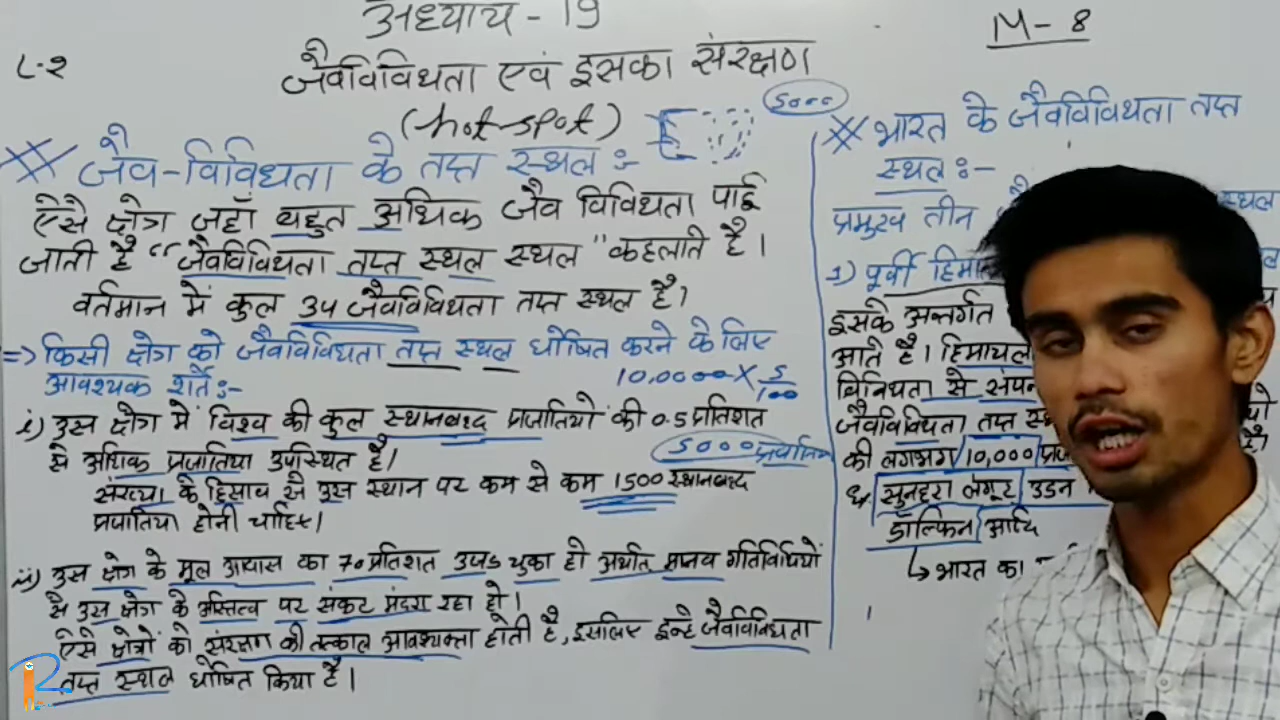 अध्याय - 19
M - 8
L-2
जैवविविधता एवं इसका संरक्षण
(hot-spot)
5000
जैव-विविधता के तप्त स्थल :-
ऐसे क्षेत्र जहाँ बहुत अधिक जैव विविधता पाई
जाती है “जैवविविधता तप्त स्थल स्थल” कहलाते है।
वर्तमान में कुल 34 जैवविविधता तप्त स्थल है।
=> किसी क्षेत्र को जैवविविधता तप्त स्थल घोषित करने के लिए
आवश्यक शर्ते:-
10,0000 × 5/100
i) उस क्षेत्र में विश्व की कुल स्थानबद्ध प्रजातियों की 0.5 प्रतिशत
से अधिक प्रजातिया उपस्थित है।
5000 प्रजातिया
संख्या के हिसाब से उस स्थान पर कम से कम 1500 स्थानबद्ध
प्रजातिया होनी चाहिए।
ii) उस क्षेत्र के मूल आवास का 70 प्रतिशत उजड चुका हो अर्थात मानव गतिविधियों
से उस क्षेत्र के अस्तित्व पर संकट मंडरा रहा हो।
ऐसे क्षेत्रों को संरक्षण की तत्काल आवश्यक्ता होती है, इसलिए इन्हे जैवविविधता
तप्त स्थल घोषित किया है।
भारत के जैवविविधता तप्त
स्थल :-
प्रमुख तीन स्थल
1) पूर्वी
इसके अन्तर्गत
आते है। हिमाचल
विविधता से
जैवविविधता तप्त
की लगभग 10,000 है।
सुनहरा लंगूर उडन
डॉल्फिन आदि
↳ भारत का